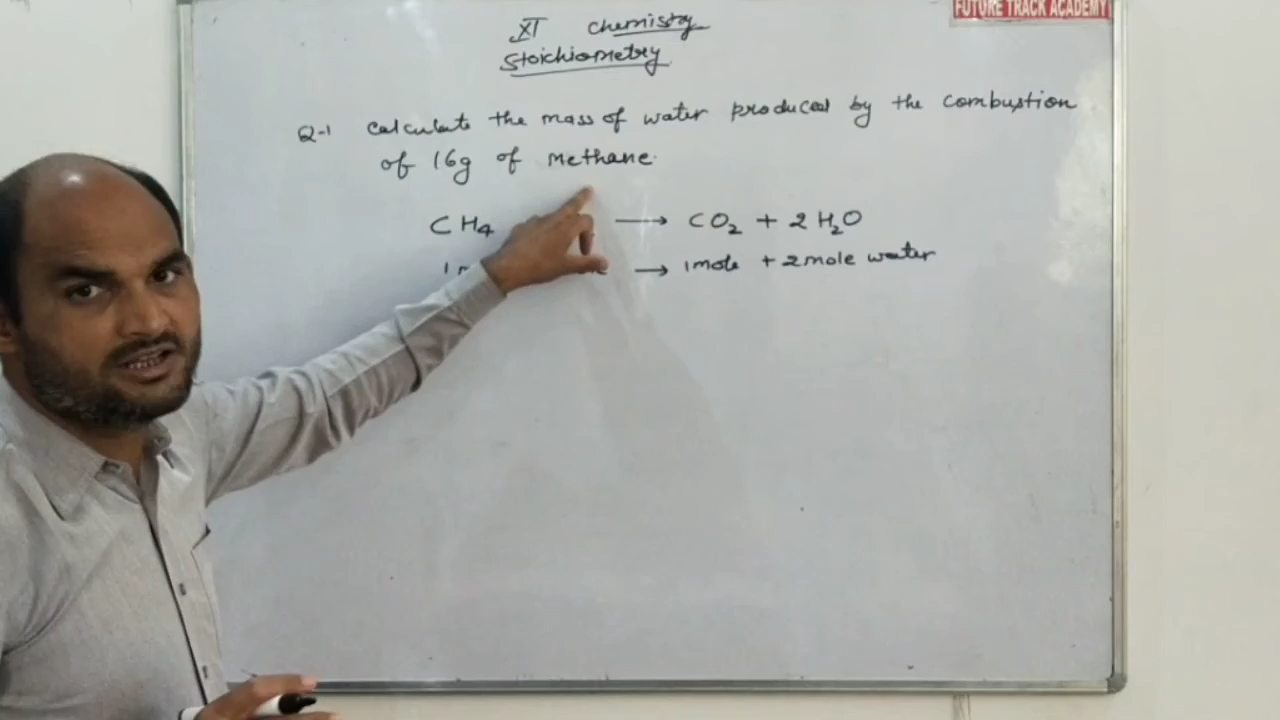 FUTURE TRACK ACADEMY
XI Chemistry
Stoichiometry
Q-1 Calculate the mass of water produced by the combustion
of 16g of methane.
CH4 → CO2 + 2H2O
1 → 1mole + 2mole water